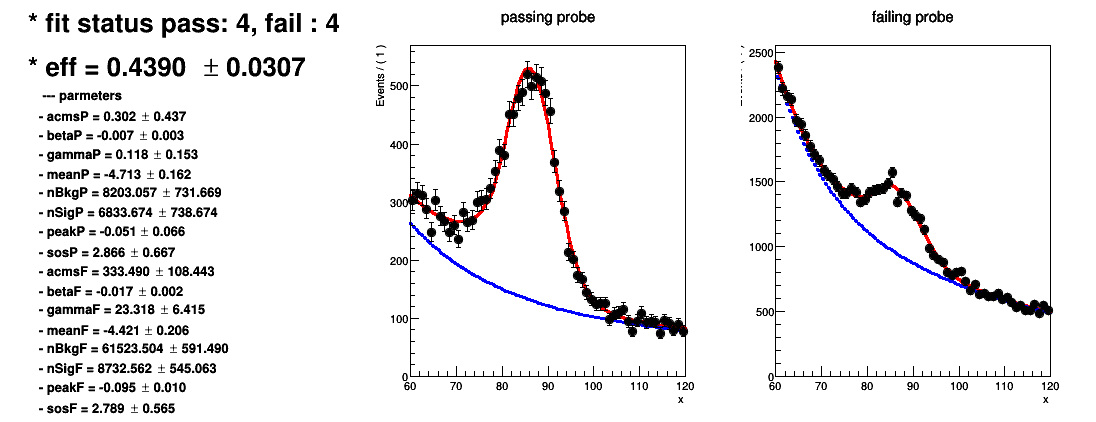 * fit status pass: 4, fail : 4
* eff = 0.4390 ± 0.0307
--- parmeters
- acmsP = 0.302 ± 0.437
- betaP = -0.007 ± 0.003
- gammaP = 0.118 ± 0.153
- meanP = -4.713 ± 0.162
- nBkgP = 8203.057 ± 731.669
- nSigP = 6833.674 ± 738.674
- peakP = -0.051 ± 0.066
- sosP = 2.866 ± 0.667
- acmsF = 333.490 ± 108.443
- betaF = -0.017 ± 0.002
- gammaF = 23.318 ± 6.415
- meanF = -4.421 ± 0.206
- nBkgF = 61523.504 ± 591.490
- nSigF = 8732.562 ± 545.063
- peakF = -0.095 ± 0.010
- sosF = 2.789 ± 0.565
passing probe
Events / ( 1 )
500
400
300
200
100
0
60 70 80 90 100 110 120
x
failing probe
2500
2000
1500
1000
500
0
60 70 80 90 100 110 120
x